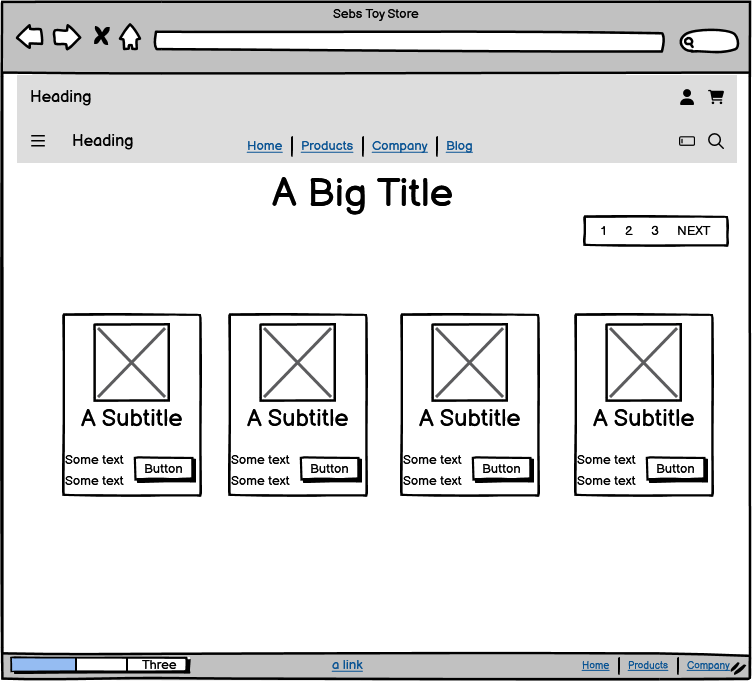 Sebs Toy Store
Heading
Heading
Home Products Company Blog
A Big Title
1 2 3 NEXT
A Subtitle A Subtitle A Subtitle A Subtitle
Some text Some text Some text Some text
Button Button Button Button
Some text Some text Some text Some text
Three a link Home Products Company